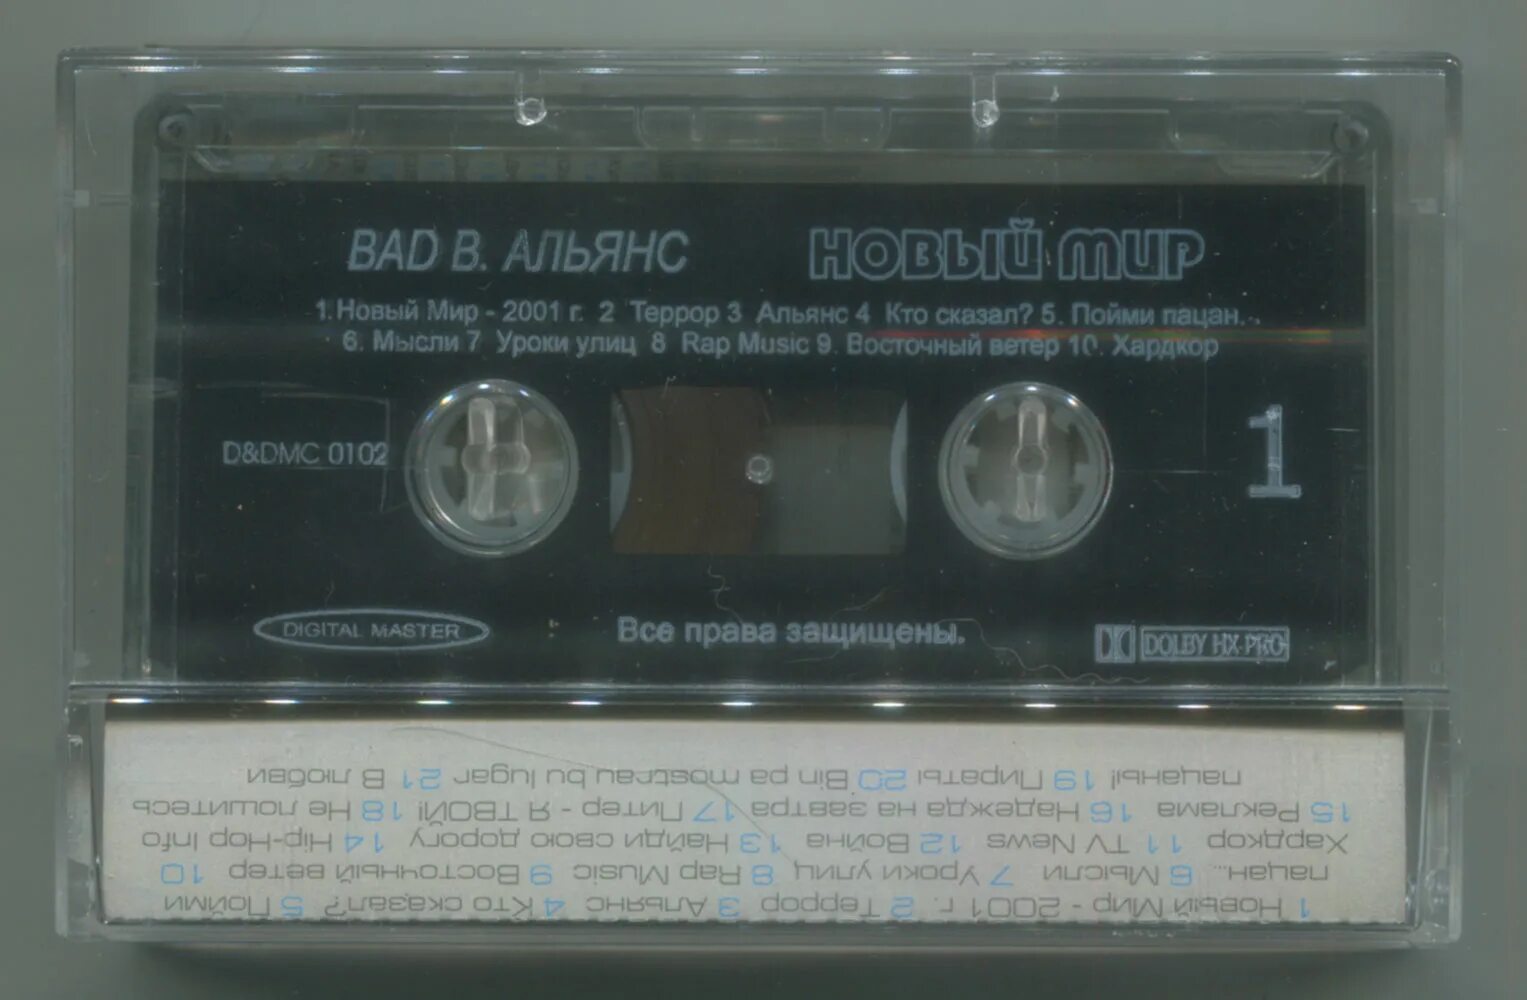 BAD B. АЛЬЯНС
НОВЫЙ МИР
1. Новый Мир - 2001 г. 2 Террор 3 Альянс 4 Кто сказал? 5. Пойми пацан...
6. Мысли 7 Уроки улиц 8 Rap Music 9. Восточный ветер 10. Хардкор
D&DMC 0102
1
DIGITAL MASTER
Все права защищены.
DOLBY HX PRO
1 Новый Мир - 2001 г. 2 Террор 3 Альянс 4 Кто сказал? 5 Пойми
пацан... 6 Мысли 7 Уроки улиц 8 Rap Music 9 Восточный ветер 10
Хардкор 11 TV News 12 Война 13 Найди свою дорогу 14 Hip-Hop Info
15 Реклама 16 Надежда на завтра 17 Питер - Я ТВОЙ! 18 Не лошитесь
пацаны! 19 Пираты 20 Bin pa mostrau bu lugar 21 В любви